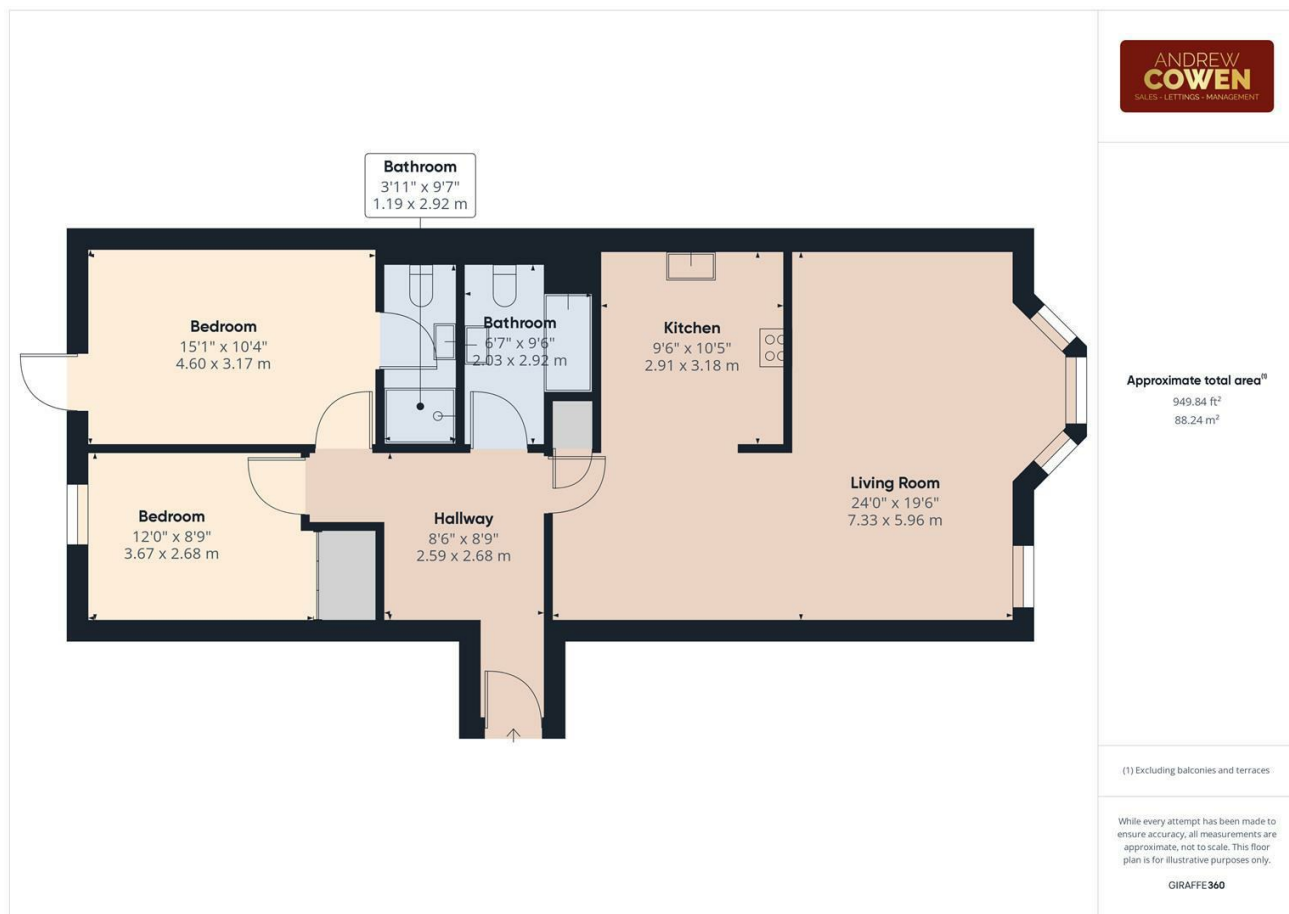 ANDREW
COWEN
SALES - LETTINGS - MANAGEMENT
Bathroom
3'11" x 9'7"
1.19 x 2.92 m
Bedroom
15'1" x 10'4"
4.60 x 3.17 m
Bathroom
6'7" x 9'6"
2.03 x 2.92 m
Kitchen
9'6" x 10'5"
2.91 x 3.18 m
Bedroom
12'0" x 8'9"
3.67 x 2.68 m
Hallway
8'6" x 8'9"
2.59 x 2.68 m
Living Room
24'0" x 19'6"
7.33 x 5.96 m
Approximate total area⁽¹⁾
949.84 ft²
88.24 m²
(1) Excluding balconies and terraces
While every attempt has been made to
ensure accuracy, all measurements are
approximate, not to scale. This floor
plan is for illustrative purposes only.
GIRAFFE360